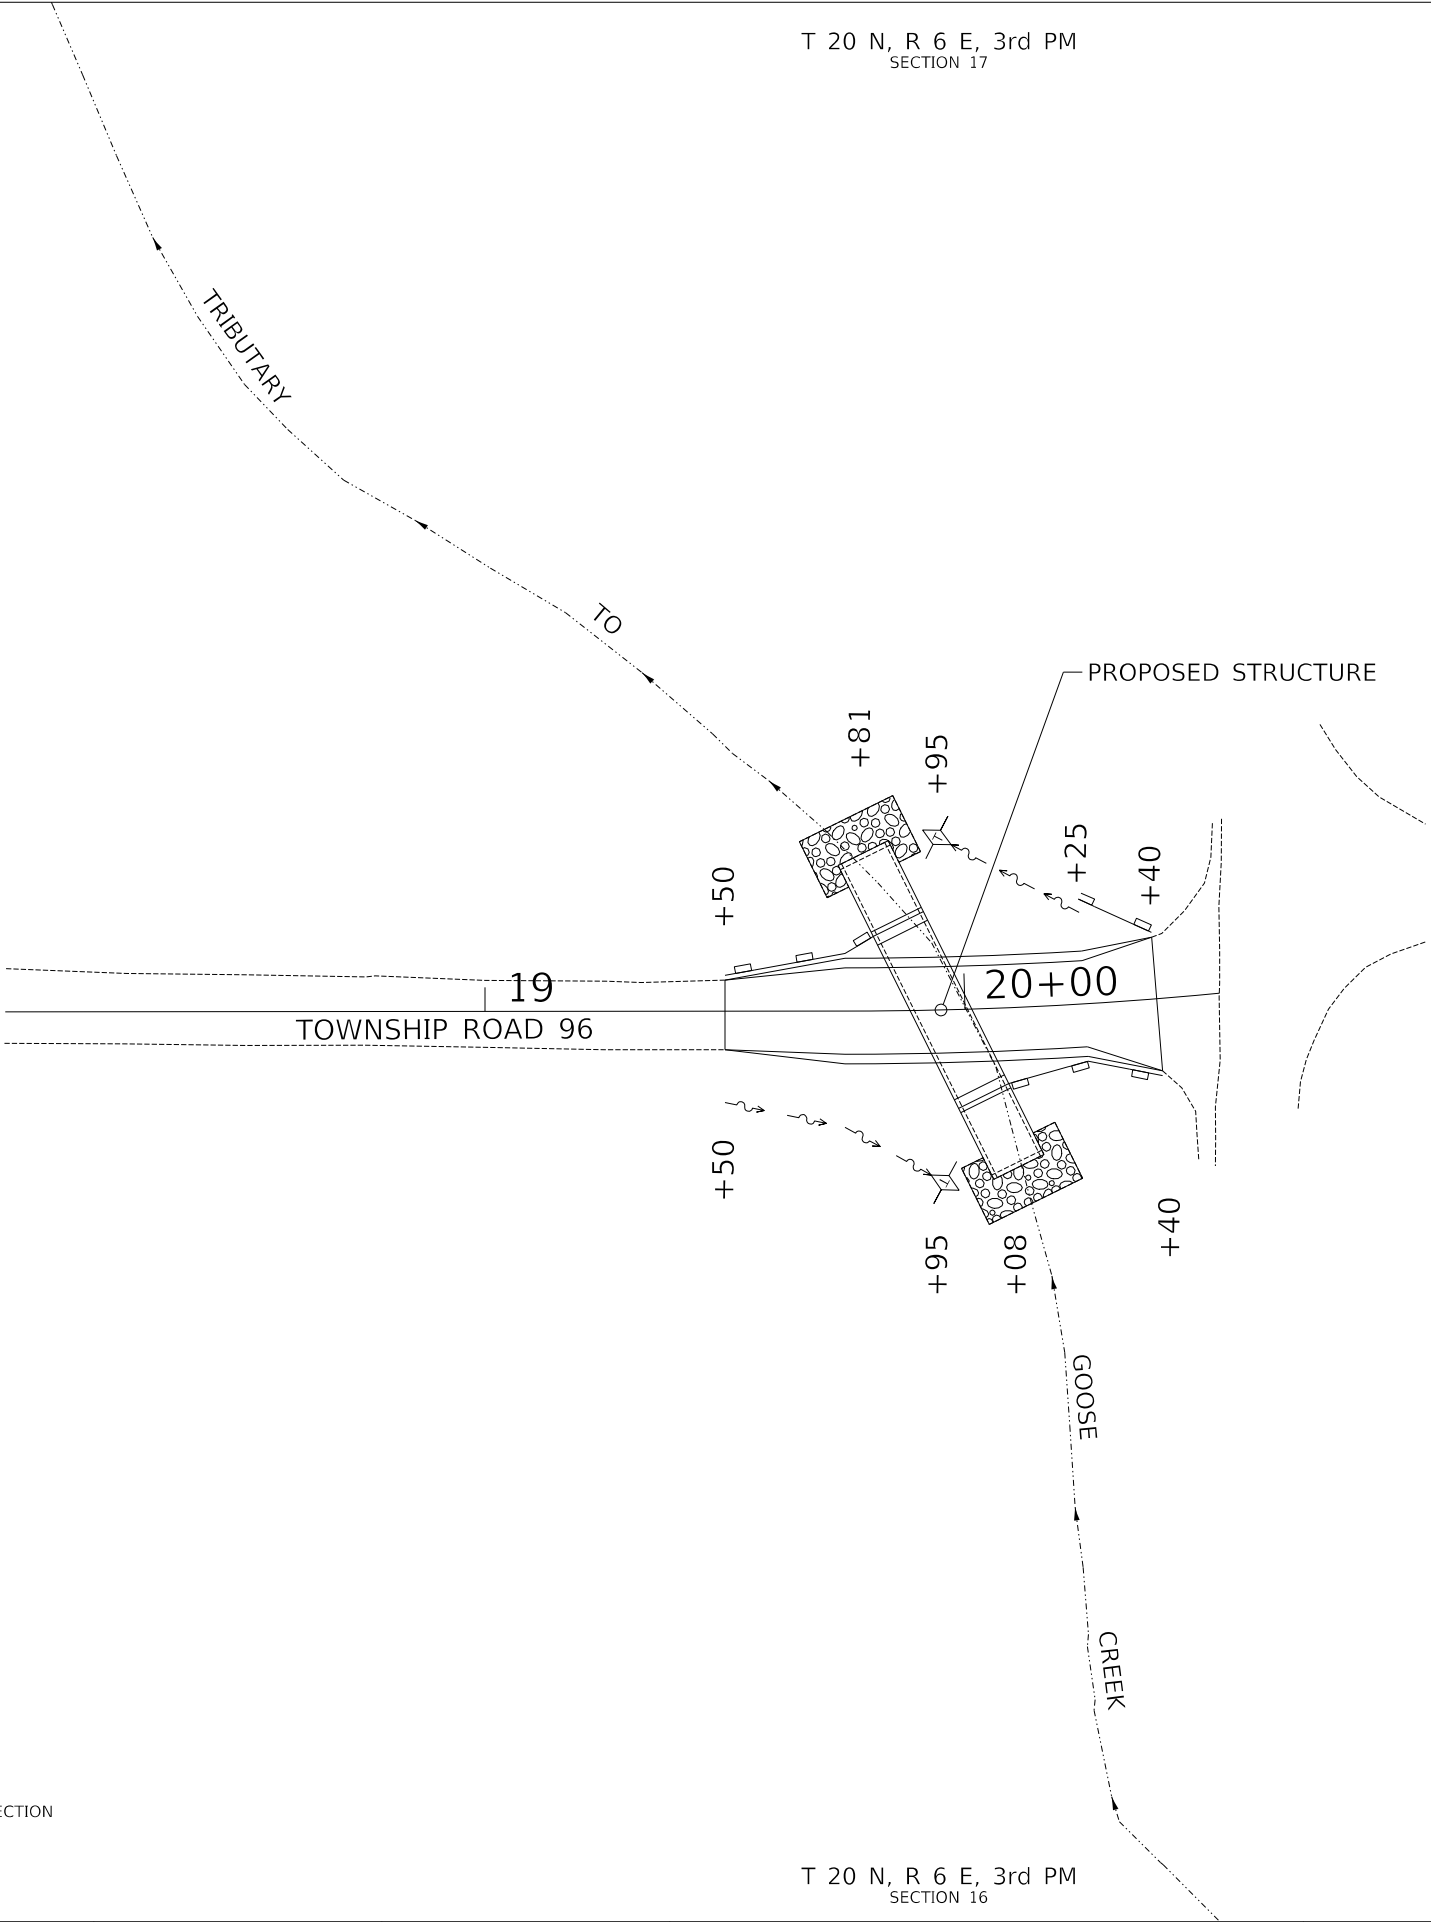 T 20 N, R 6 E, 3rd PM
SECTION 17
TRIBUTARY
TO
PROPOSED STRUCTURE
+81
+95
+25
+40
+50
19
20+00
TOWNSHIP ROAD 96
+50
+95
+08
+40
GOOSE
CREEK
ECTION
T 20 N, R 6 E, 3rd PM
SECTION 16